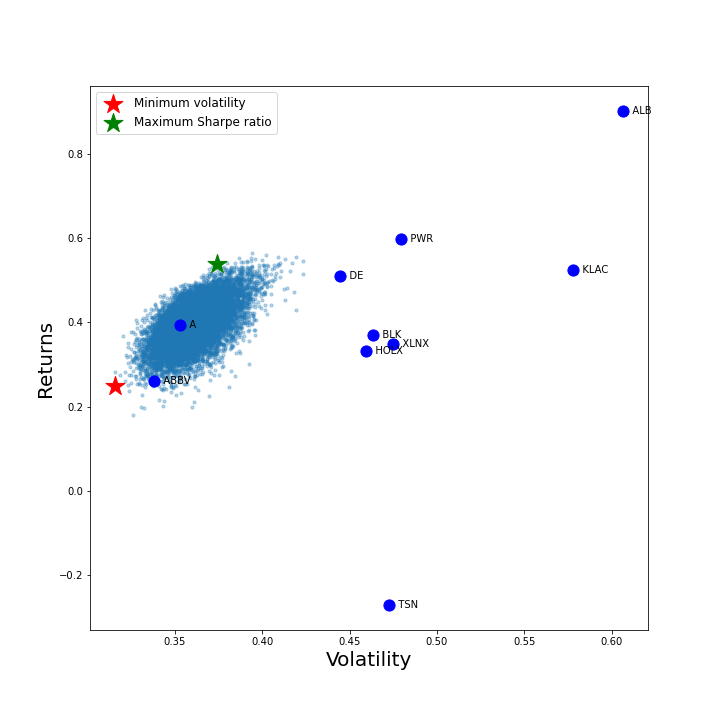 Minimum volatility
Maximum Sharpe ratio
ALB
0.8
PWR
0.6
KLAC
DE
A
0.4
BLK
XLNX
HOLX
ABBV
0.2
0.0
−0.2
TSN
0.35 0.40 0.45 0.50 0.55 0.60
Returns
Volatility